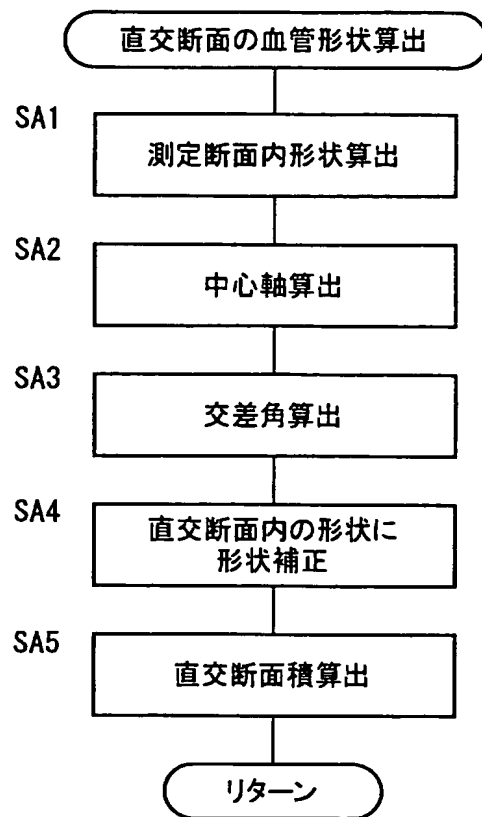 直交断面の血管形状算出
SA1
測定断面内形状算出
SA2
中心軸算出
SA3
交差角算出
SA4
直交断面内の形状に
形状補正
SA5
直交断面積算出
リターン